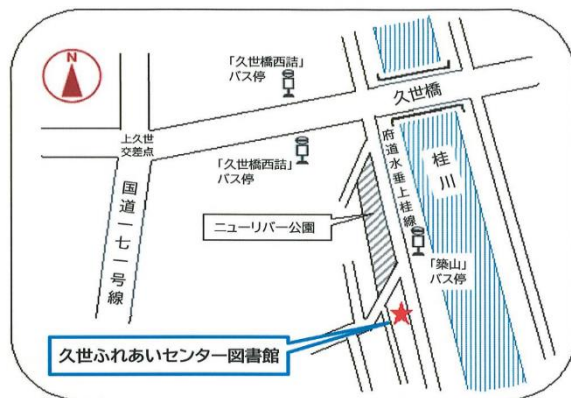 N
「久世橋西詰」
バス停
久世橋
上久世
交差点
「久世橋西詰」
バス停
府道水垂上桂線
桂川
国道一七一号線
ニューリバー公園
「築山」
バス停
久世ふれあいセンター図書館